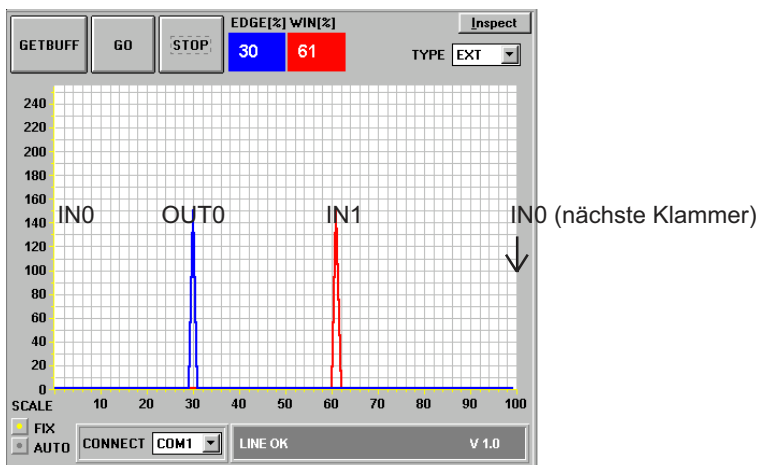 EDGE[%] WIN[%]
Inspect
GETBUFF GO STOP 30 61
TYPE EXT
240
220
200
180
160
IN0 OUT0 IN1 IN0 (nächste Klammer)
140
120
100
80
60
40
20
0
SCALE 10 20 30 40 50 60 70 80 90 100
FIX
AUTO CONNECT COM1 LINE OK V 1.0